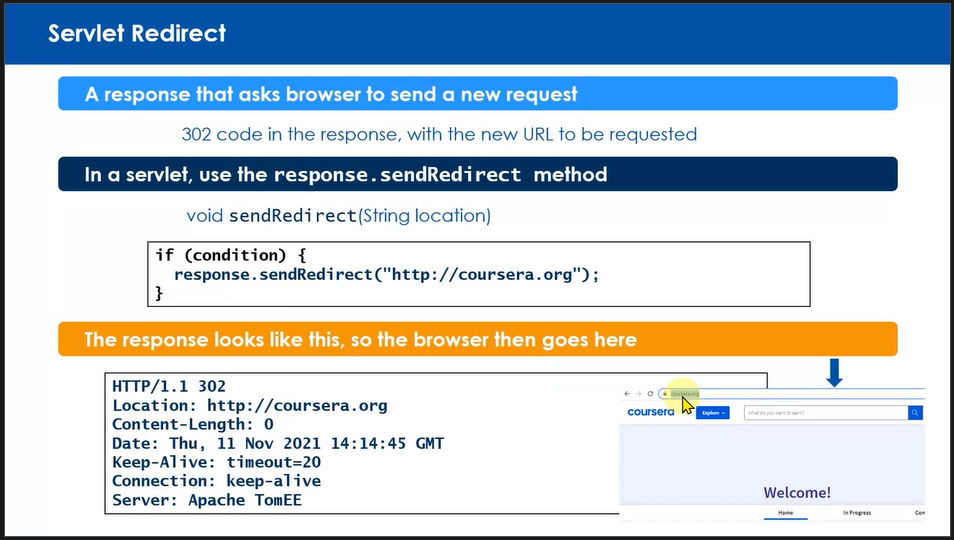 Servlet Redirect
A response that asks browser to send a new request
302 code in the response, with the new URL to be requested
In a servlet, use the response.sendRedirect method
void sendRedirect(String location)
if (condition) {
response.sendRedirect("http://coursera.org");
}
The response looks like this, so the browser then goes here
HTTP/1.1 302
Location: http://coursera.org
Content-Length: 0
Date: Thu, 11 Nov 2021 14:14:45 GMT
Keep-Alive: timeout=20
Connection: keep-alive
Server: Apache TomEE
coursera.org
coursera Explore What do you want to learn?
Welcome!
Home In Progress Con